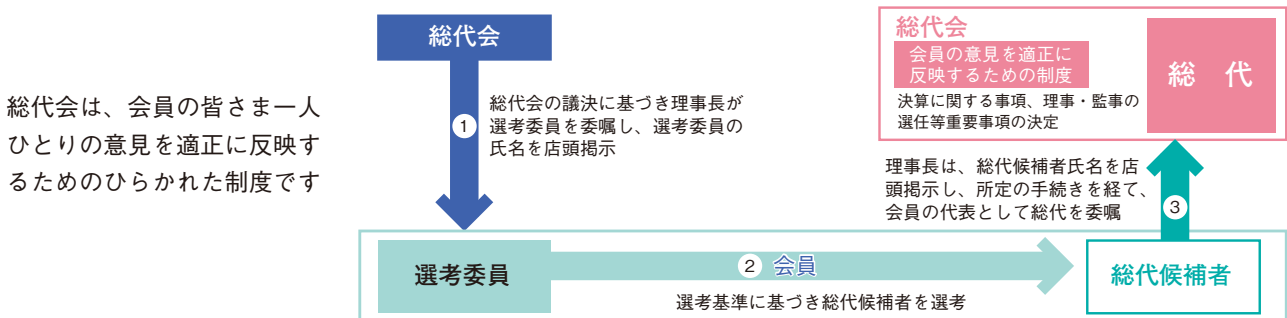 総代会は、会員の皆さま一人
ひとりの意見を適正に反映す
るためのひらかれた制度です
総代会
①
総代会の議決に基づき理事長が
選考委員を委嘱し、選考委員の
氏名を店頭掲示
選考委員
② 会員
選考基準に基づき総代候補者を選考
総代候補者
③
理事長は、総代候補者氏名を店
頭掲示し、所定の手続きを経て、
会員の代表として総代を委嘱
総代会
会員の意見を適正に
反映するための制度
決算に関する事項、理事・監事の
選任等重要事項の決定
総 代